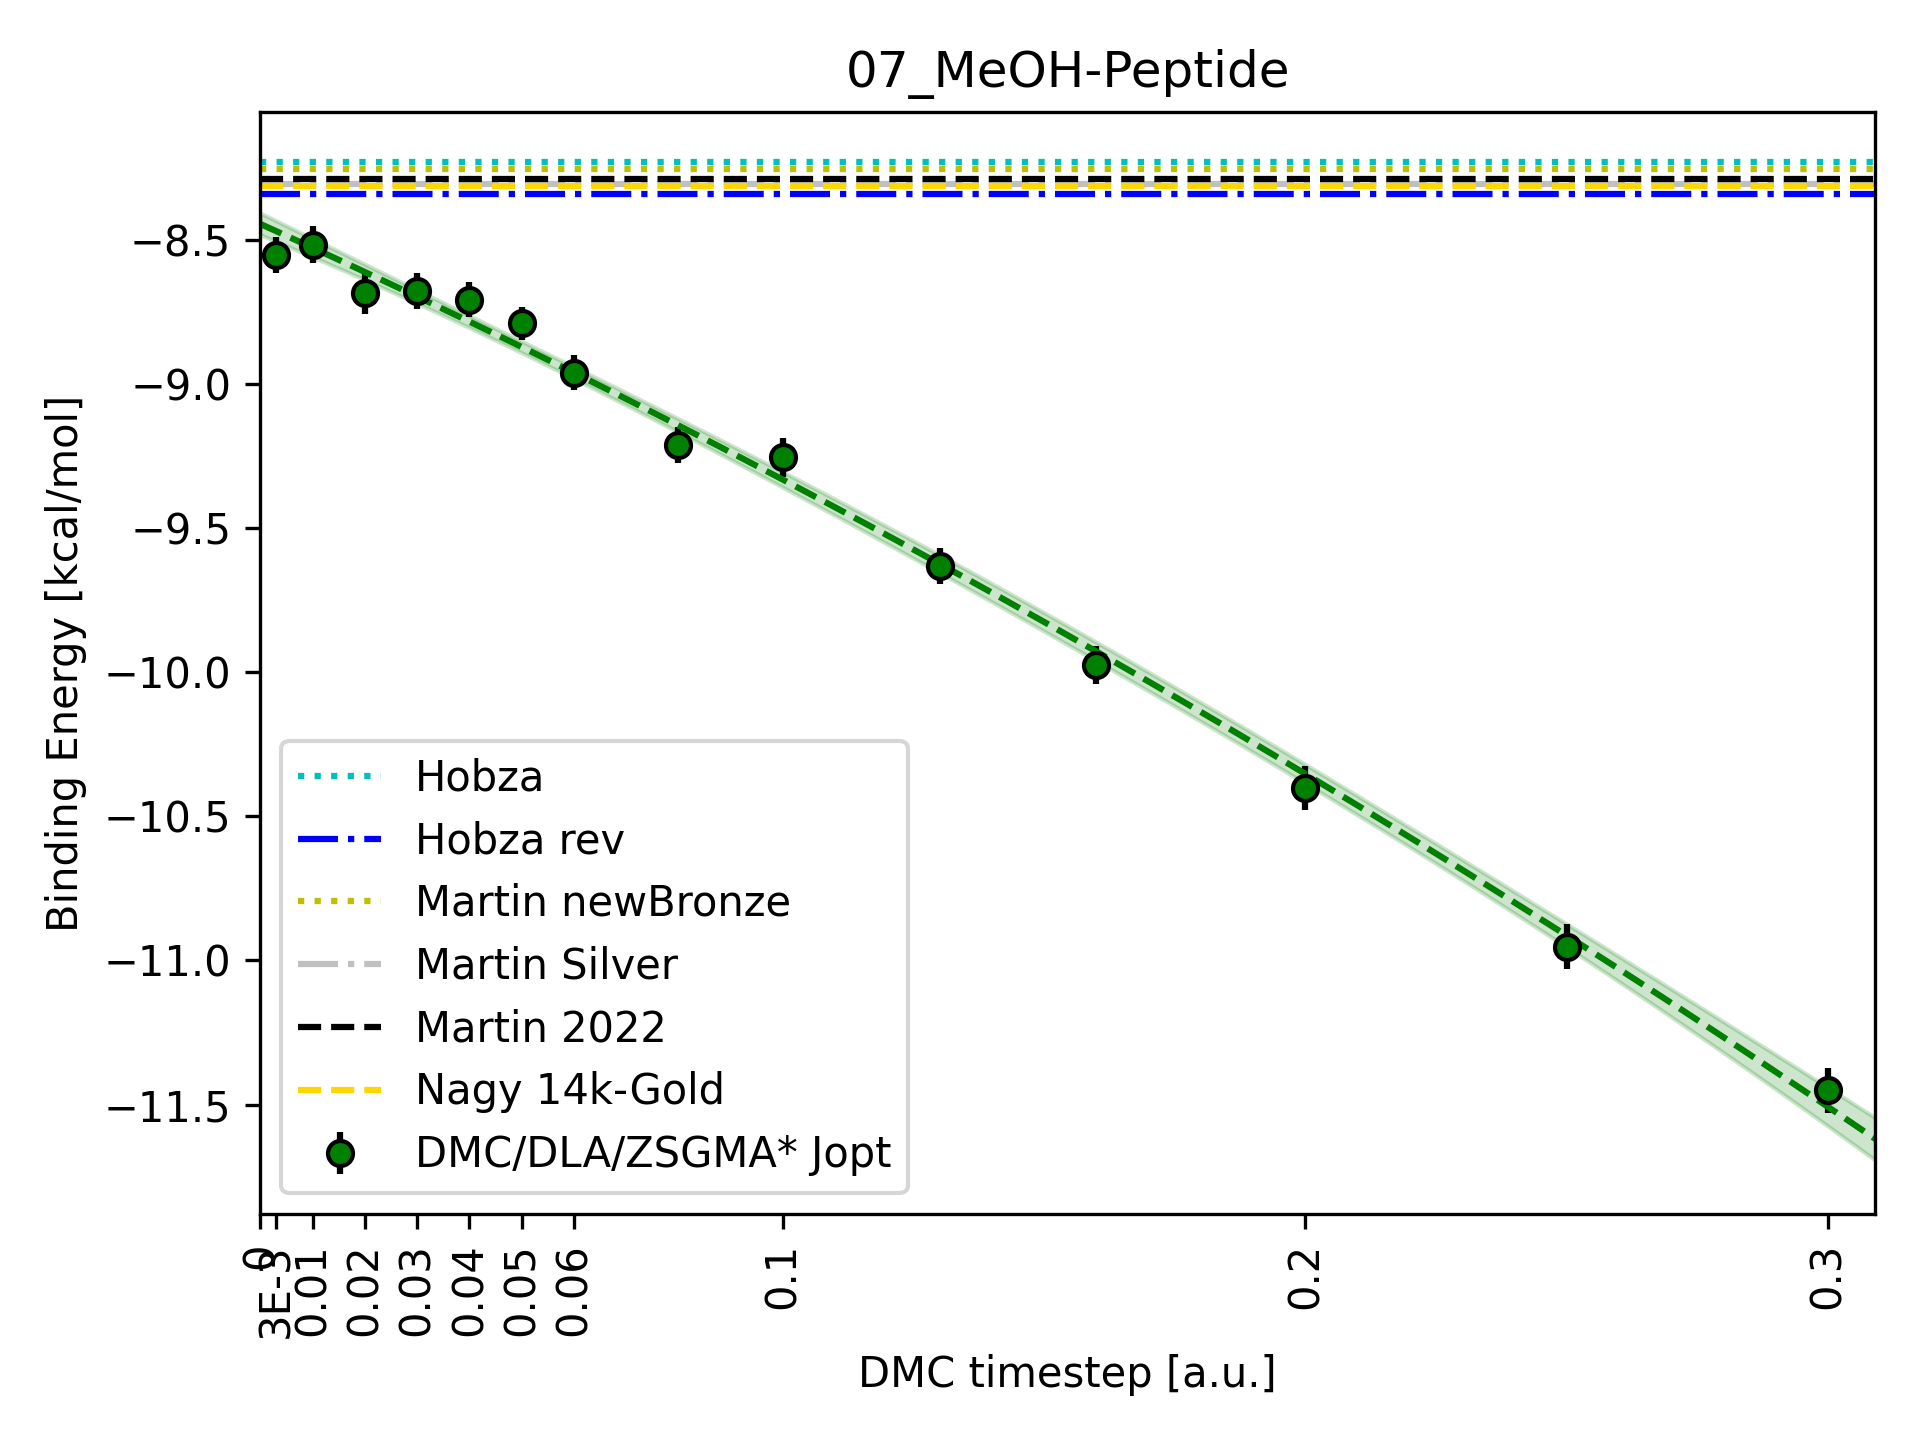 07_MeOH-Peptide
Binding Energy [kcal/mol]
−8.5
−9.0
−9.5
−10.0
−10.5
−11.0
−11.5
Hobza
Hobza rev
Martin newBronze
Martin Silver
Martin 2022
Nagy 14k-Gold
DMC/DLA/ZSGMA* Jopt
0
3E-3
0.01
0.02
0.03
0.04
0.05
0.06
0.1
0.2
0.3
DMC timestep [a.u.]